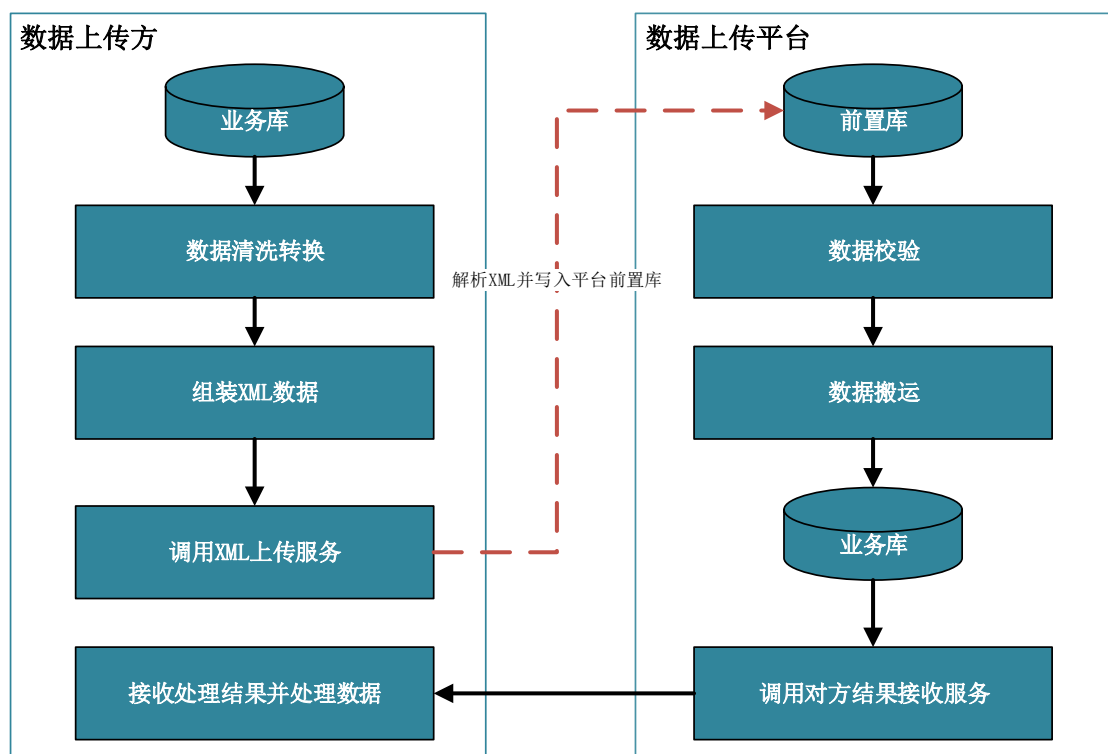 数据上传方
业务库
数据清洗转换
组装XML数据
调用XML上传服务
接收处理结果并处理数据
解析XML并写入平台前置库
数据上传平台
前置库
数据校验
数据搬运
业务库
调用对方结果接收服务